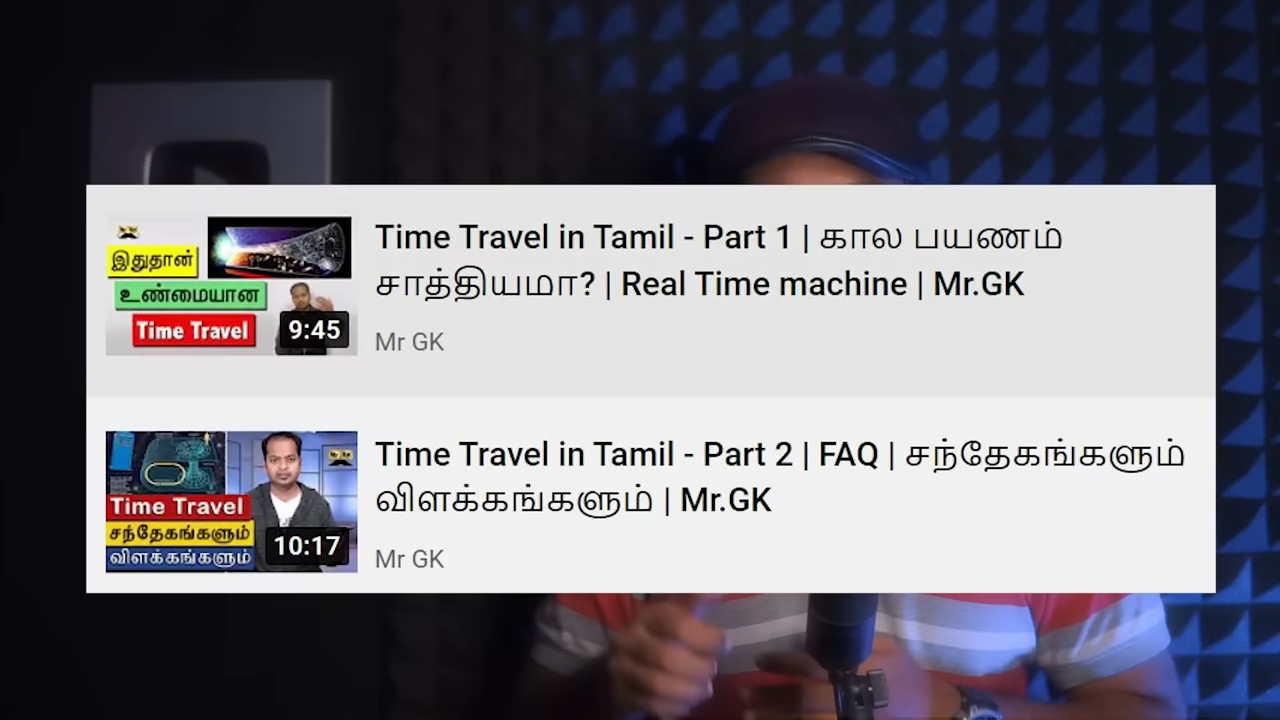 இதுதான்
உண்மையான
Time Travel
9:45
Time Travel in Tamil - Part 1 | கால பயணம்
சாத்தியமா? | Real Time machine | Mr.GK
Mr GK
Time Travel
சந்தேகங்களும்
விளக்கங்களும்
10:17
Time Travel in Tamil - Part 2 | FAQ | சந்தேகங்களும்
விளக்கங்களும் | Mr.GK
Mr GK